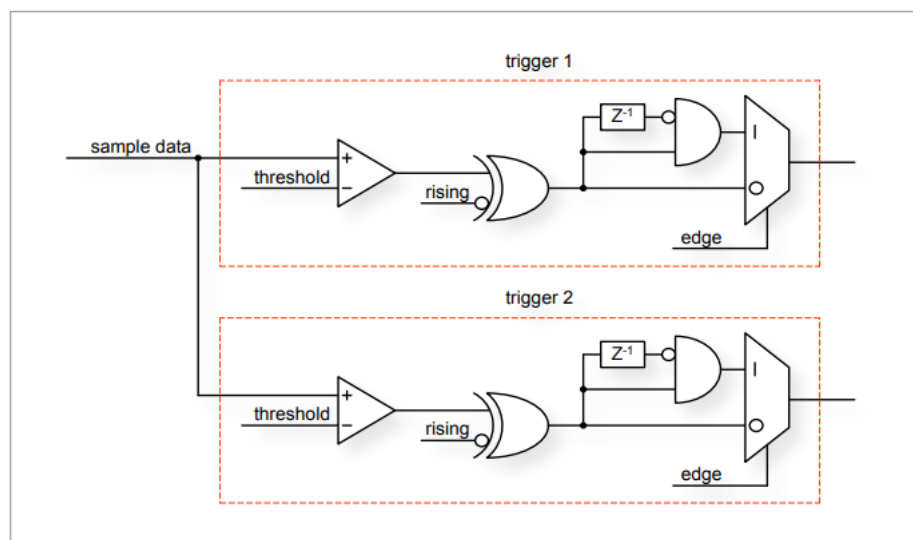 trigger 1
Z⁻¹
I
sample data
+
threshold
−
rising
O
edge
trigger 2
Z⁻¹
I
+
threshold
−
rising
O
edge